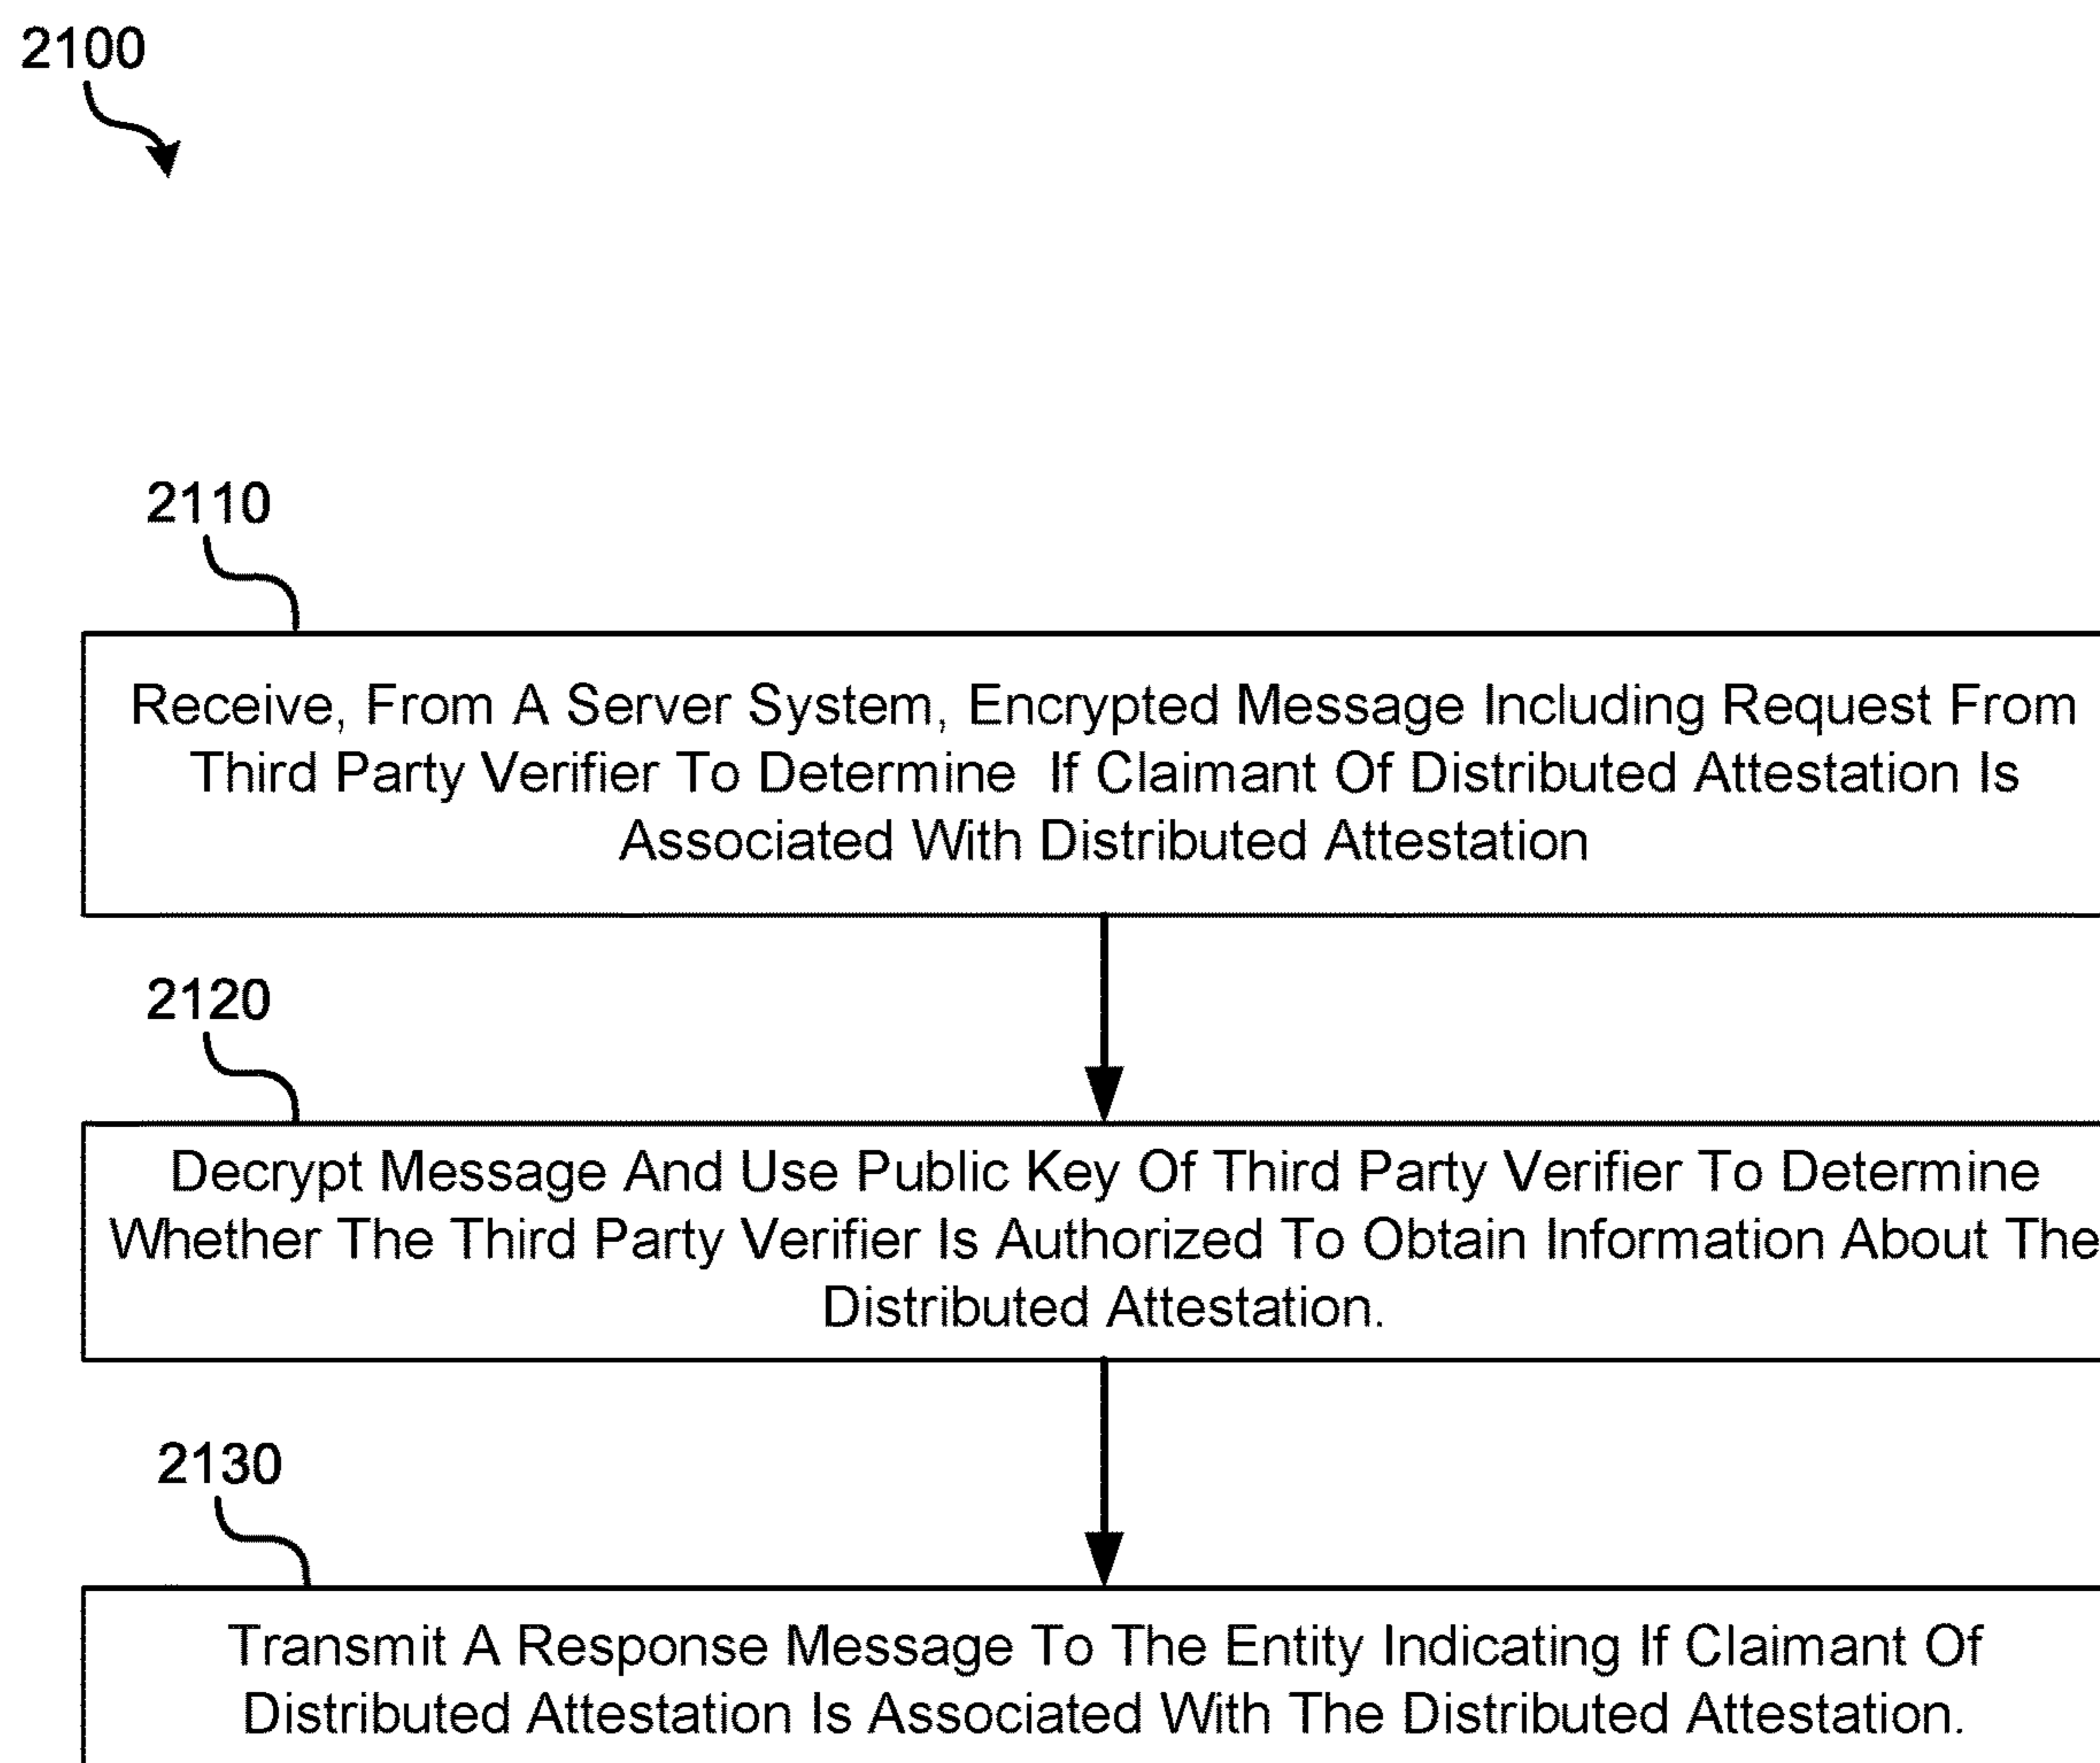 2100
2110
Receive, From A Server System, Encrypted Message Including Request From
Third Party Verifier To Determine If Claimant Of Distributed Attestation Is
Associated With Distributed Attestation
2120
Decrypt Message And Use Public Key Of Third Party Verifier To Determine
Whether The Third Party Verifier Is Authorized To Obtain Information About The
Distributed Attestation.
2130
Transmit A Response Message To The Entity Indicating If Claimant Of
Distributed Attestation Is Associated With The Distributed Attestation.